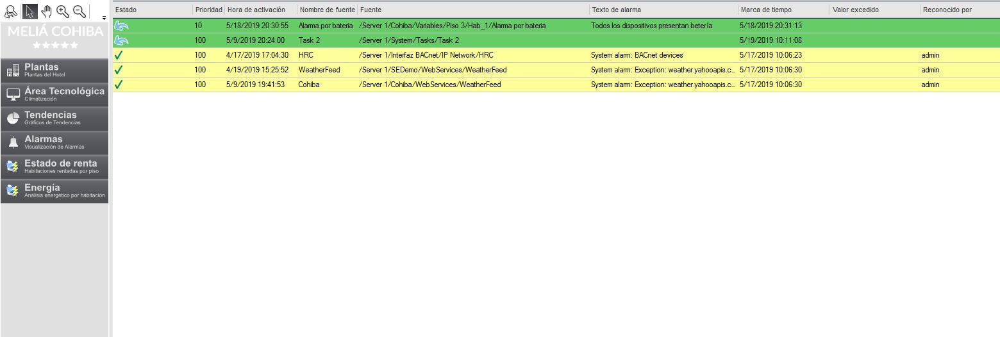 Estado Prioridad Hora de activación Nombre de fuente Fuente Texto de alarma Marca de tiempo Valor excedido Reconocido por
10 5/18/2019 20:30:55 Alarma por bateria /Server 1/Cohiba/Variables/Piso 3/Hab_1/Alarma por bateria Todos los dispositivos presentan betería 5/18/2019 20:31:13
100 5/9/2019 20:24:00 Task 2 /Server 1/System/Tasks/Task 2 5/19/2019 10:11:08
100 4/17/2019 17:04:30 HRC /Server 1/Interfaz BACnet/IP Network/HRC System alarm: BACnet devices 5/17/2019 10:06:23 admin
100 4/19/2019 15:25:52 WeatherFeed /Server 1/SEDemo/WebServices/WeatherFeed System alarm: Exception: weather.yahooapis.c... 5/17/2019 10:06:30 admin
100 5/9/2019 19:41:53 Cohiba /Server 1/Cohiba/WebServices/WeatherFeed System alarm: Exception: weather.yahooapis.c... 5/17/2019 10:06:30 admin
MELIÁ COHIBA
Plantas
Plantas del Hotel
Área Tecnológica
Climatización
Tendencias
Gráficos de Tendencias
Alarmas
Visualización de Alarmas
Estado de renta
Habitaciones rentadas por piso
Energía
Análisis energético por habitación